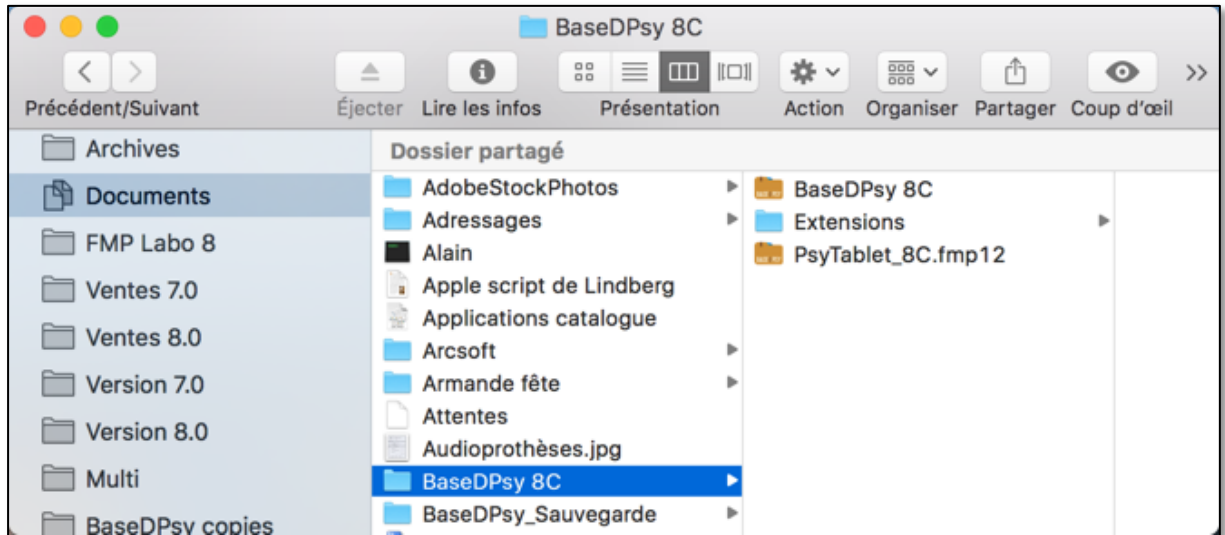 BaseDPsy 8C
Précédent/Suivant
Éjecter
Lire les infos
Présentation
Action
Organiser
Partager
Coup d'œil
Archives
Documents
FMP Labo 8
Ventes 7.0
Ventes 8.0
Version 7.0
Version 8.0
Multi
BaseDPsy copies
Dossier partagé
AdobeStockPhotos
Adressages
Alain
Apple script de Lindberg
Applications catalogue
Arcsoft
Armande fête
Attentes
Audioprothèses.jpg
BaseDPsy 8C
BaseDPsy_Sauvegarde
BaseDPsy 8C
Extensions
PsyTablet_8C.fmp12